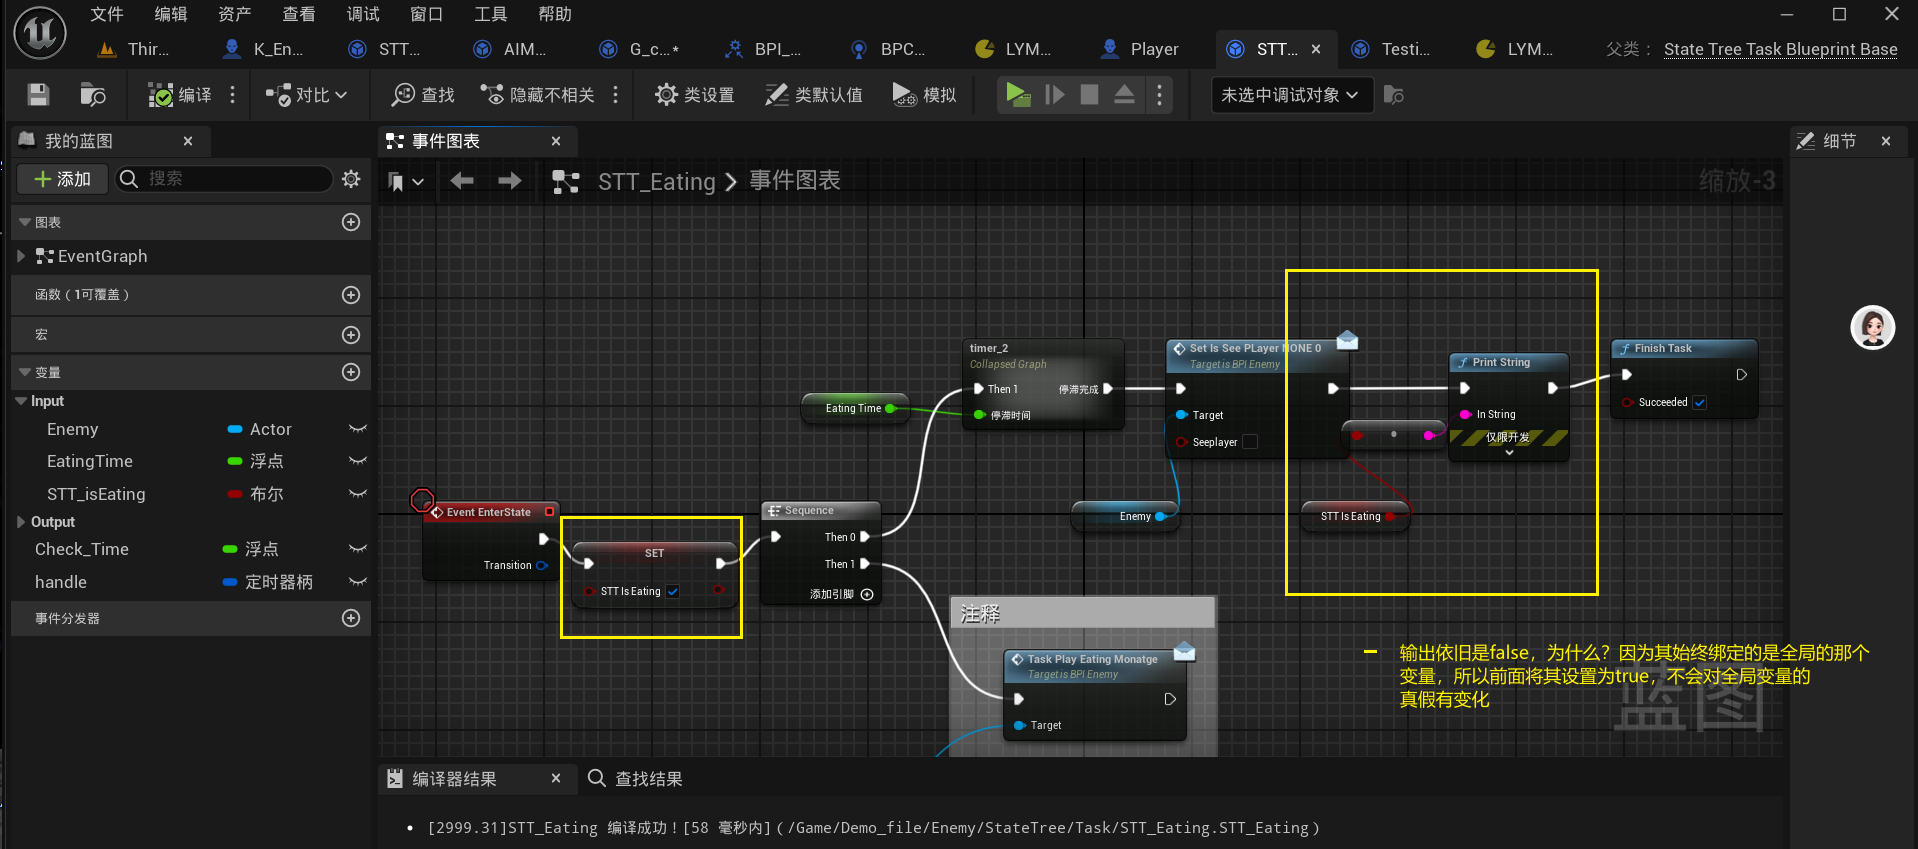 文件 编辑 资产 查看 调试 窗口 工具 帮助
Thir... K_En... STT... AIM... G_c...* BPI_... BPC... LYM... Player STT... Testi... LYM... 父类： State Tree Task Blueprint Base
编译 对比 查找 隐藏不相关 类设置 类默认值 模拟 未选中调试对象
我的蓝图
添加 搜索
图表
EventGraph
函数（1可覆盖）
宏
变量
Input
Enemy Actor
EatingTime 浮点
STT_isEating 布尔
Output
Check_Time 浮点
handle 定时器柄
事件分发器
事件图表
STT_Eating > 事件图表
缩放-3
细节
timer_2
Collapsed Graph
Then 1 停滞完成
停滞时间
Eating Time
Set Is See PLayer NONE 0
Target is BPI Enemy
Target
Seeplayer
Enemy
Print String
In String
仅限开发
STT Is Eating
Finish Task
Succeeded
Event EnterState
Transition
SET
STT Is Eating
Sequence
Then 0
Then 1
添加引脚
注释
Task Play Eating Monatge
Target is BPI Enemy
Target
输出依旧是false，为什么？因为其始终绑定的是全局的那个
变量，所以前面将其设置为true，不会对全局变量的
真假有变化
蓝图
编译器结果 查找结果
[2999.31]STT_Eating 编译成功！[58 毫秒内]（/Game/Demo_file/Enemy/StateTree/Task/STT_Eating.STT_Eating）